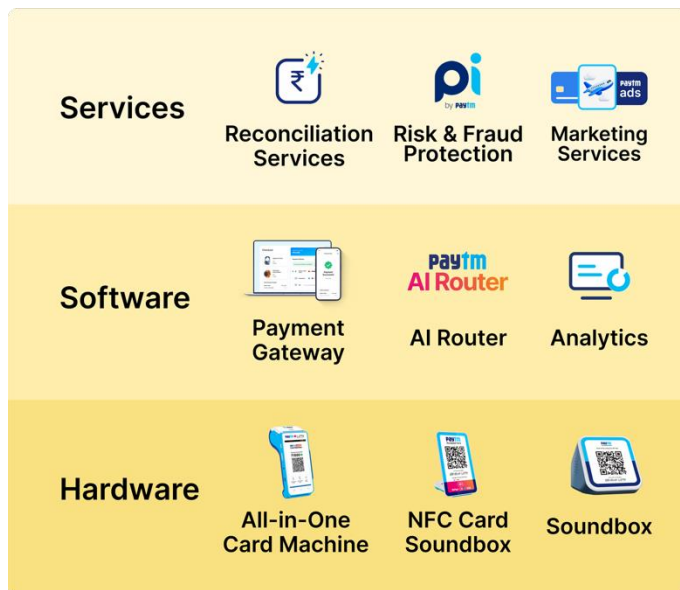 Services
₹
Reconciliation
Services
pi
by paytm
Risk & Fraud
Protection
paytm
ads
Marketing
Services
Software
Payment
Gateway
paytm
AI Router
AI Router
Analytics
Hardware
All-in-One
Card Machine
paytm
NFC Card
Soundbox
paytm
Soundbox